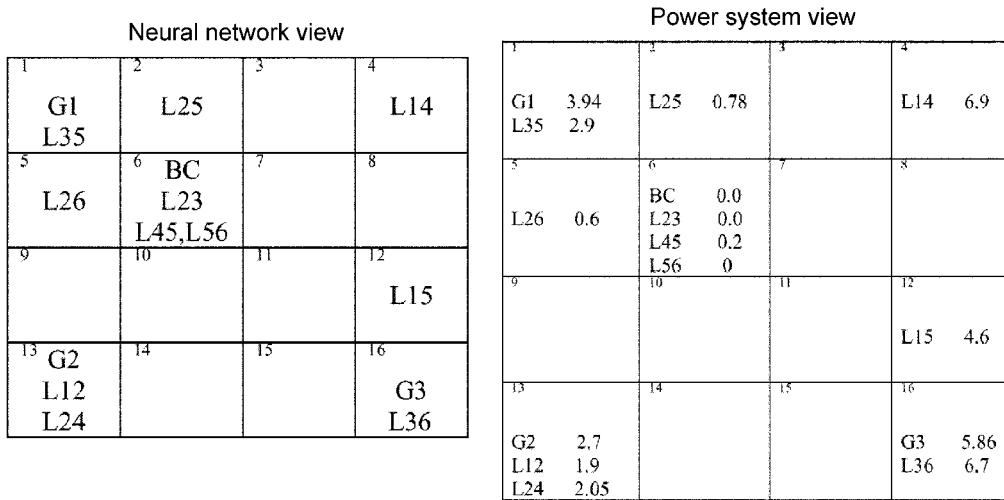 Neural network view
1 2 3 4
G1 L25 L14
L35
5 6 7 8
BC
L26 L23
L45,L56
9 10 11 12
L15
13 14 15 16
G2
L12 G3
L24 L36
Power system view
1 2 3 4
G1 3.94 L25 0.78 L14 6.9
L35 2.9
5 6 7 8
BC 0.0
L26 0.6 L23 0.0
L45 0.2
L56 0
9 10 11 12
L15 4.6
13 14 15 16
G2 2.7 G3 5.86
L12 1.9 L36 6.7
L24 2.05